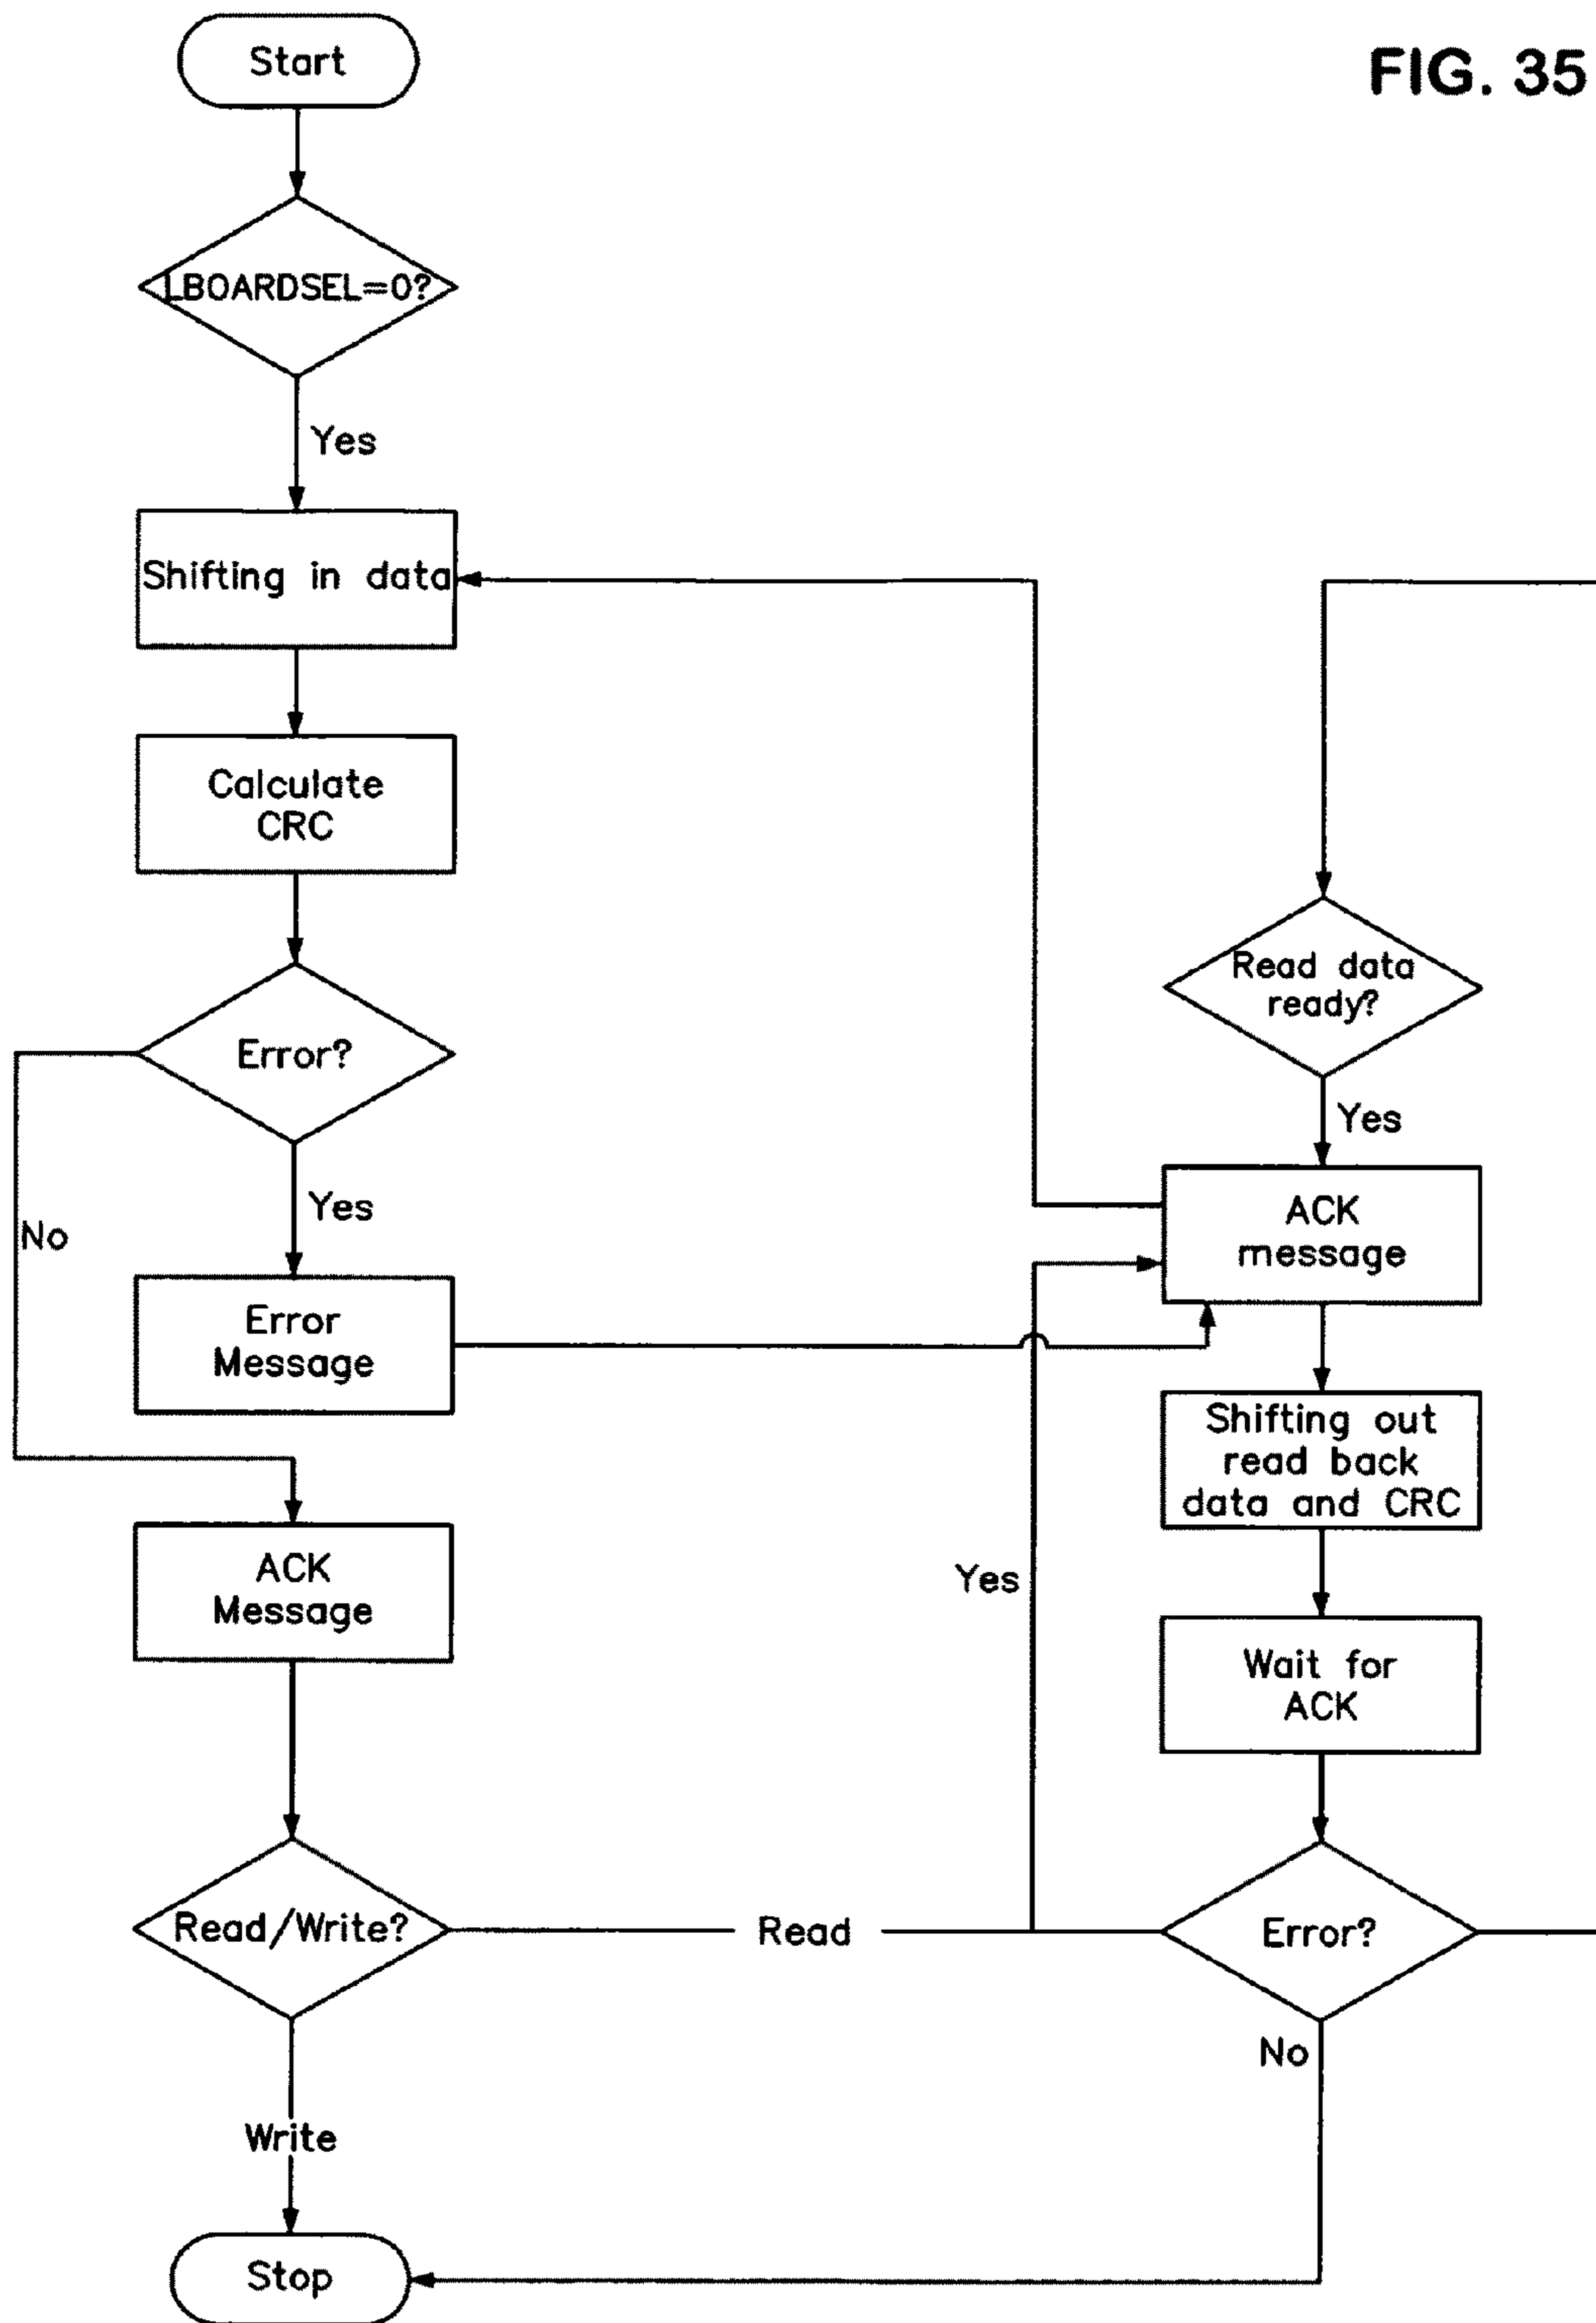 FIG. 35
Start
LBOARDSEL=0?
Yes
Shifting in data
Calculate
CRC
Error?
Yes
No
Error
Message
ACK
Message
Read/Write?
Read
Write
Stop
Read data
ready?
Yes
ACK
message
Shifting out
read back
data and CRC
Yes
Wait for
ACK
Error?
No